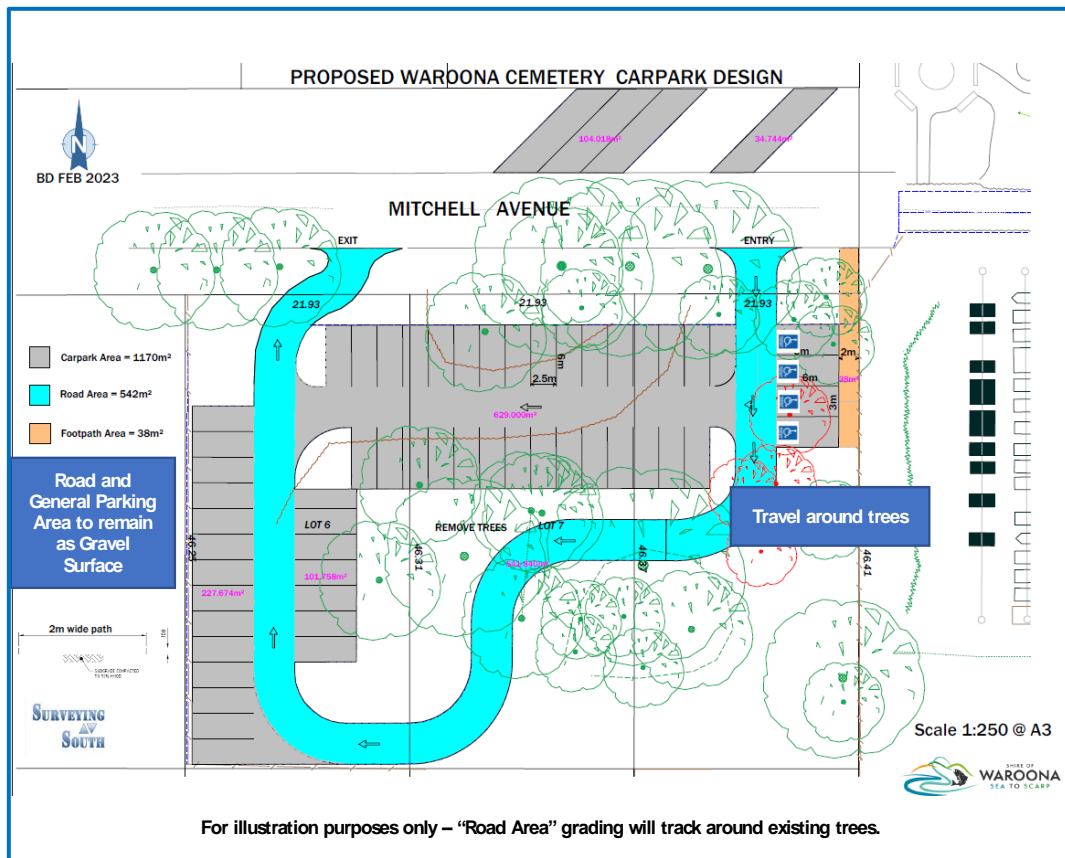 PROPOSED WAROONA CEMETERY CARPARK DESIGN
104.018m²
34.744m²
N
BD FEB 2023
MITCHELL AVENUE
EXIT
ENTRY
21.93
21.93
21.93
Carpark Area = 1170m²
Road Area = 542m²
Footpath Area = 38m²
6m
2.5m
629.000m²
6m
2m
3m
Road and
General Parking
Area to remain
as Gravel
Surface
Travel around trees
LOT 6
REMOVE TREES
LOT 7
46.31
46.37
46.41
101.758m²
227.674m²
2m wide path
SURVEYING
SOUTH
Scale 1:250 @ A3
SHIRE OF
WAROONA
SEA TO SCARP
For illustration purposes only – “Road Area” grading will track around existing trees.